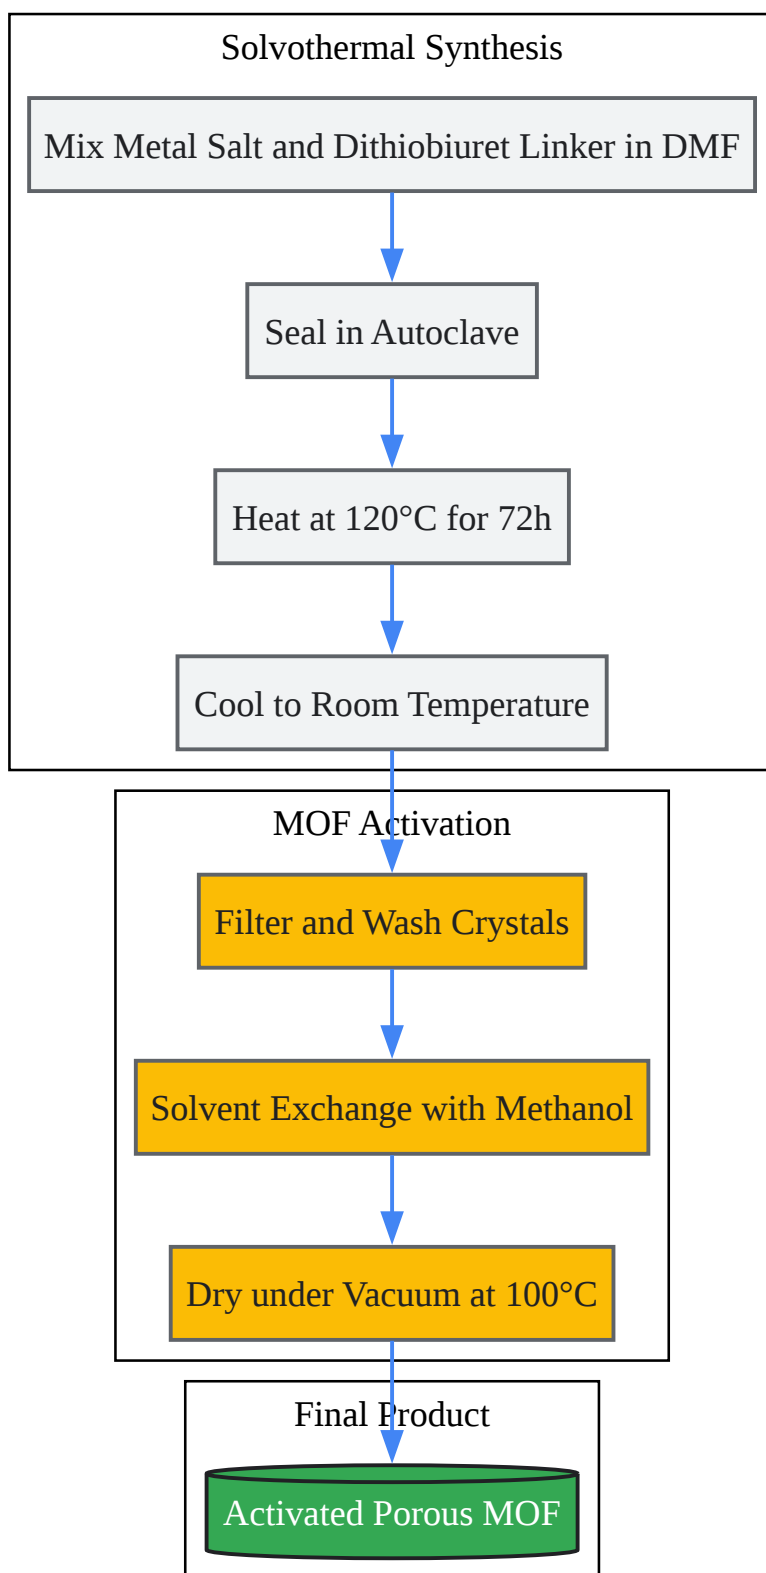 Solvothermal Synthesis
Mix Metal Salt and Dithiobiuret Linker in DMF
Seal in Autoclave
Heat at 120°C for 72h
Cool to Room Temperature
MOF Activation
Filter and Wash Crystals
Solvent Exchange with Methanol
Dry under Vacuum at 100°C
Final Product
Activated Porous MOF